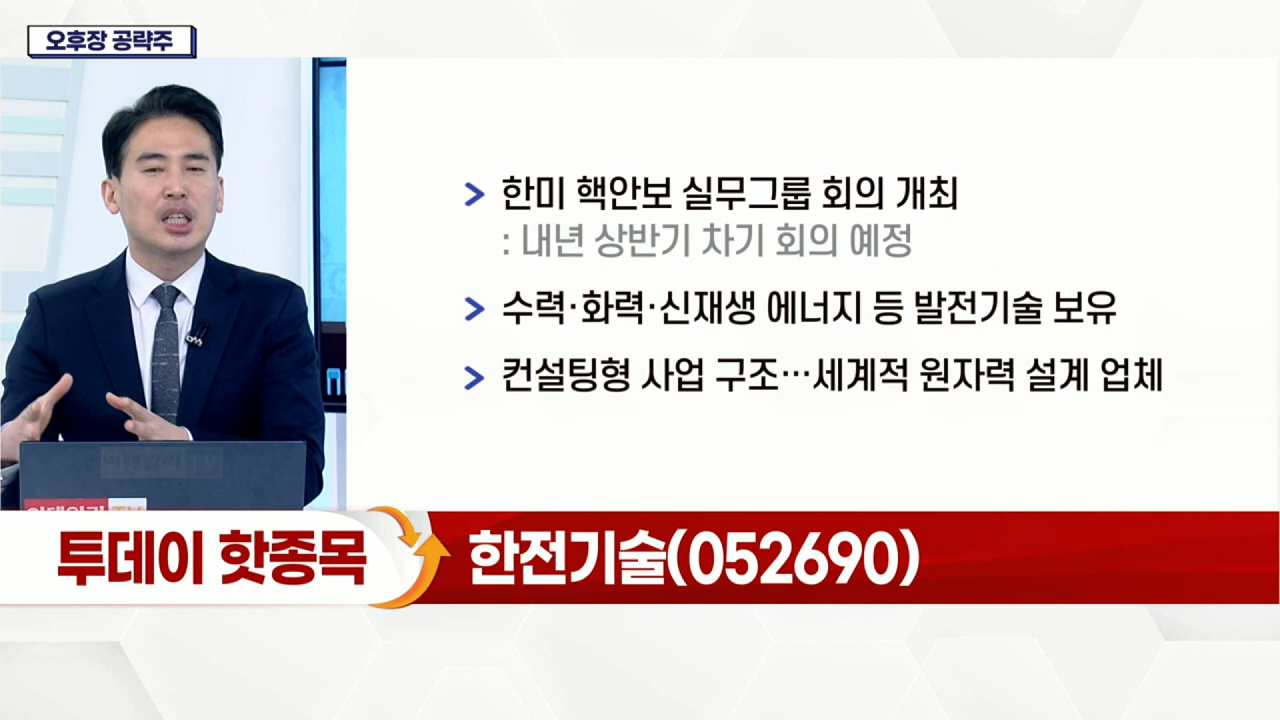 오후장 공략주
> 한미 핵안보 실무그룹 회의 개최
: 내년 상반기 차기 회의 예정
> 수력·화력·신재생 에너지 등 발전기술 보유
> 컨설팅형 사업 구조…세계적 원자력 설계 업체
투데이 핫종목
한전기술(052690)